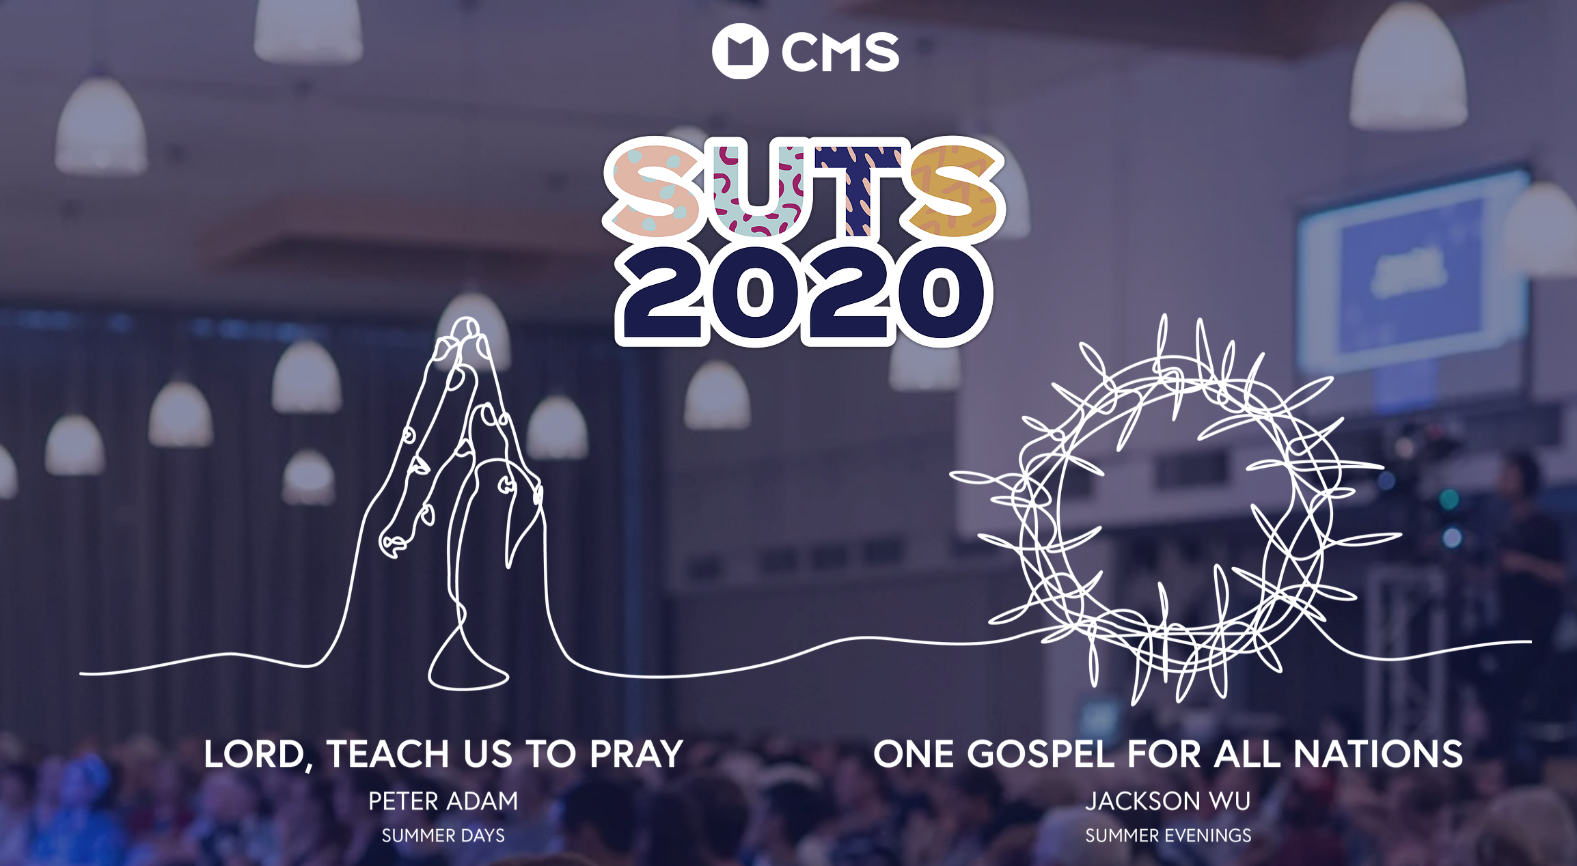 CMS
SUTS
2020
LORD, TEACH US TO PRAY
PETER ADAM
SUMMER DAYS
ONE GOSPEL FOR ALL NATIONS
JACKSON WU
SUMMER EVENINGS